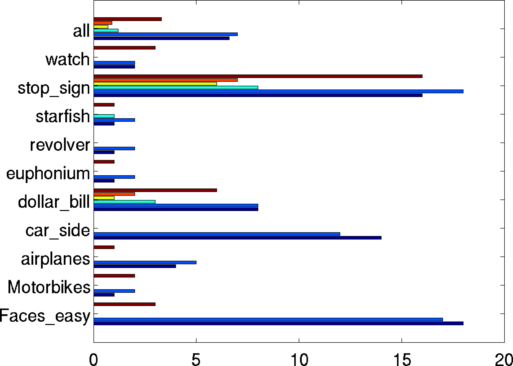 all
watch
stop_sign
starfish
revolver
euphonium
dollar_bill
car_side
airplanes
Motorbikes
Faces_easy
0 5 10 15 20